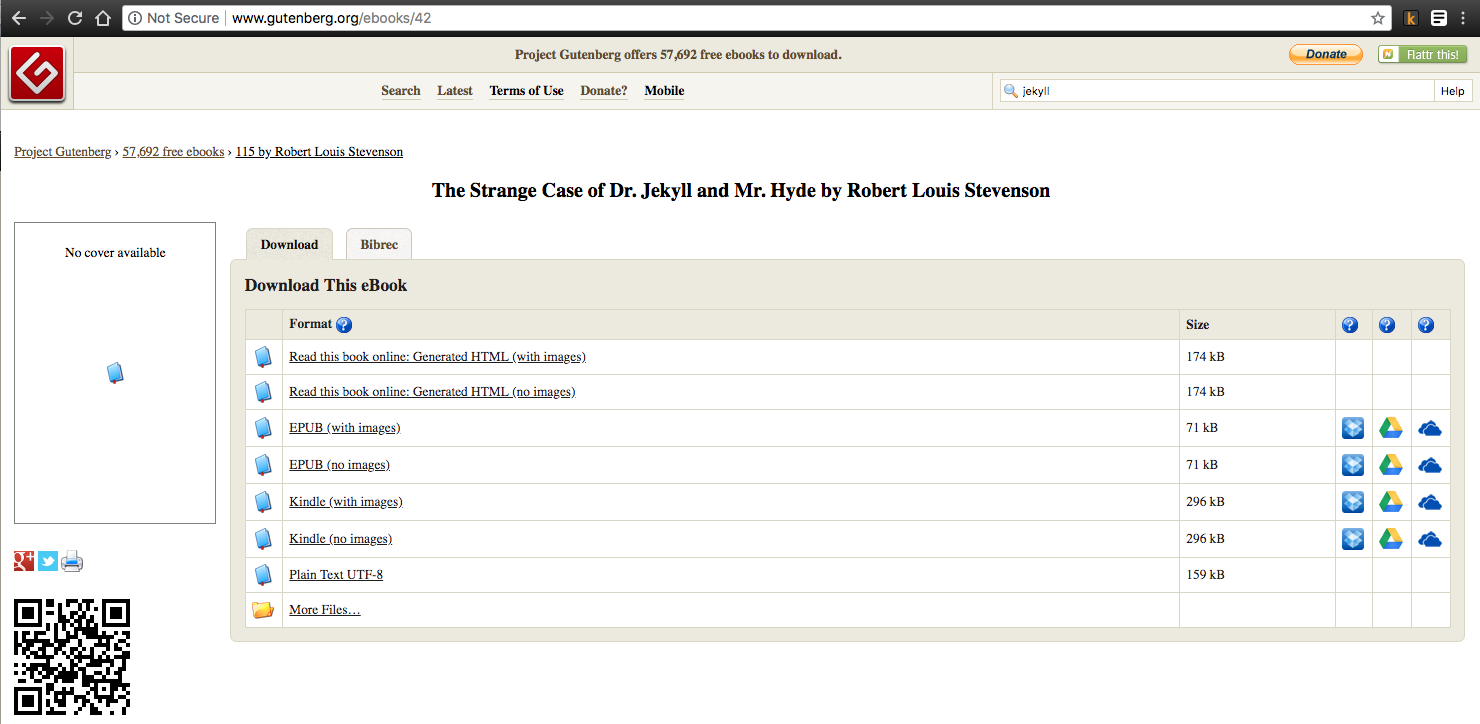 Not Secure www.gutenberg.org/ebooks/42
k
Project Gutenberg offers 57,692 free ebooks to download.
Donate
Flattr this!
Search Latest Terms of Use Donate? Mobile
jekyll
Help
Project Gutenberg › 57,692 free ebooks › 115 by Robert Louis Stevenson
The Strange Case of Dr. Jekyll and Mr. Hyde by Robert Louis Stevenson
No cover available
Download Bibrec
Download This eBook
Format ? Size ? ? ?
Read this book online: Generated HTML (with images) 174 kB
Read this book online: Generated HTML (no images) 174 kB
EPUB (with images) 71 kB
EPUB (no images) 71 kB
Kindle (with images) 296 kB
Kindle (no images) 296 kB
Plain Text UTF-8 159 kB
More Files…
g+